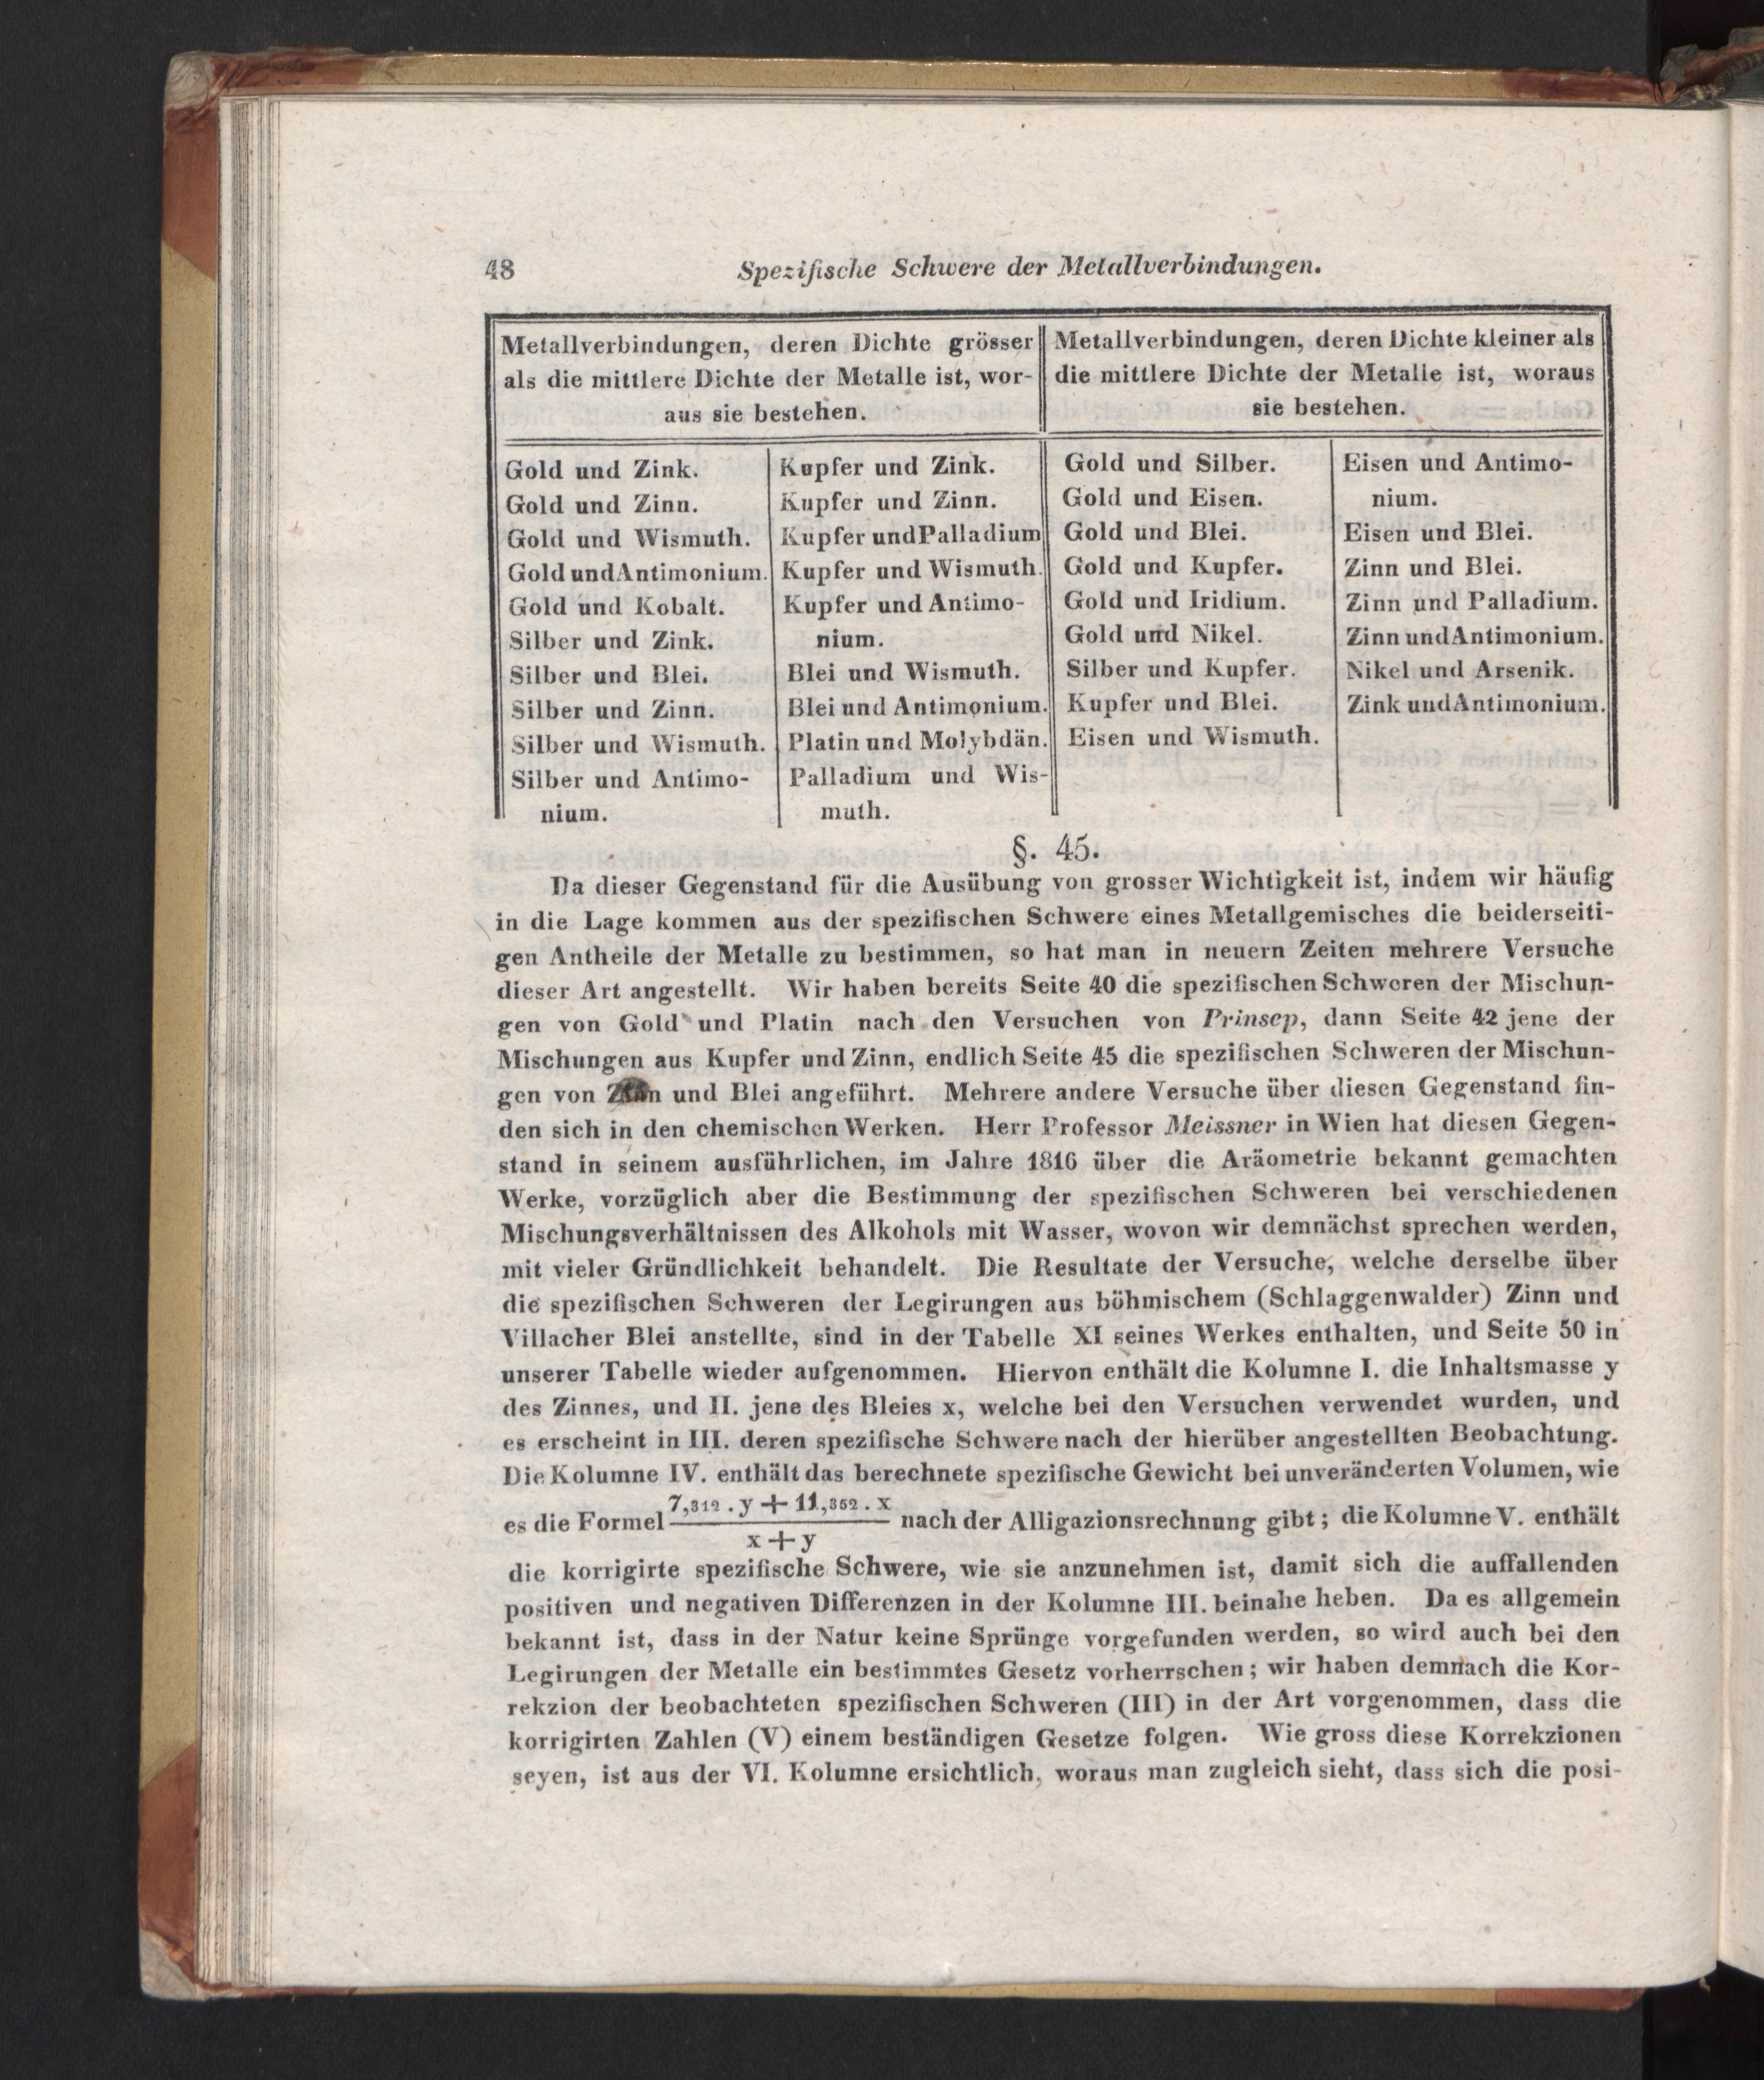 48
Spezifische Schwere der Metallverbindungen.
Metallverbindungen, deren Dichte grösser
als die mittlere Dichte der Metalle ist, wor-
aus sie bestehen.
Metallverbindungen, deren Dichte kleiner als
die mittlere Dichte der Metalle ist, woraus
sie bestehen.
Gold und Zink.
Gold und Zinn.
Gold und Wismuth.
Gold und Antimonium.
Gold und Kobalt.
Silber und Zink.
Silber und Blei.
Silber und Zinn.
Silber und Wismuth.
Silber und Antimo-
nium.
Kupfer und Zink.
Kupfer und Zinn.
Kupfer und Palladium
Kupfer und Wismuth.
Kupfer und Antimo-
nium.
Blei und Wismuth.
Blei und Antimonium.
Platin und Molybdän.
Palladium und Wis-
muth.
Gold und Silber.
Gold und Eisen.
Gold und Blei.
Gold und Kupfer.
Gold und Iridium.
Gold und Nikel.
Silber und Kupfer.
Kupfer und Blei.
Eisen und Wismuth.
Eisen und Antimo-
nium.
Eisen und Blei.
Zinn und Blei.
Zinn und Palladium.
Zinn und Antimonium.
Nikel und Arsenik.
Zink und Antimonium.
§. 45.
Da dieser Gegenstand für die Ausübung von grosser Wichtigkeit ist, indem wir häufig
in die Lage kommen aus der spezifischen Schwere eines Metallgemisches die beiderseiti-
gen Antheile der Metalle zu bestimmen, so hat man in neuern Zeiten mehrere Versuche
dieser Art angestellt. Wir haben bereits Seite 40 die spezifischen Schweren der Mischun-
gen von Gold und Platin nach den Versuchen von Prinsep, dann Seite 42 jene der
Mischungen aus Kupfer und Zinn, endlich Seite 45 die spezifischen Schweren der Mischun-
gen von Zinn und Blei angeführt. Mehrere andere Versuche über diesen Gegenstand fin-
den sich in den chemischen Werken. Herr Professor Meissner in Wien hat diesen Gegen-
stand in seinem ausführlichen, im Jahre 1816 über die Aräometrie bekannt gemachten
Werke, vorzüglich aber die Bestimmung der spezifischen Schweren bei verschiedenen
Mischungsverhältnissen des Alkohols mit Wasser, wovon wir demnächst sprechen werden,
mit vieler Gründlichkeit behandelt. Die Resultate der Versuche, welche derselbe über
die spezifischen Schweren der Legirungen aus böhmischem (Schlaggenwalder) Zinn und
Villacher Blei anstellte, sind in der Tabelle XI seines Werkes enthalten, und Seite 50 in
unserer Tabelle wieder aufgenommen. Hiervon enthält die Kolumne I. die Inhaltsmasse y
des Zinnes, und II. jene des Bleies x, welche bei den Versuchen verwendet wurden, und
es erscheint in III. deren spezifische Schwere nach der hierüber angestellten Beobachtung.
Die Kolumne IV. enthält das berechnete spezifische Gewicht bei unveränderten Volumen, wie
es die Formel 7,312 . y + 11,352 . x / x + y nach der Alligazionsrechnung gibt; die Kolumne V. enthält
die korrigirte spezifische Schwere, wie sie anzunehmen ist, damit sich die auffallenden
positiven und negativen Differenzen in der Kolumne III. beinahe heben. Da es allgemein
bekannt ist, dass in der Natur keine Sprünge vorgefunden werden, so wird auch bei den
Legirungen der Metalle ein bestimmtes Gesetz vorherrschen; wir haben demnach die Kor-
rekzion der beobachteten spezifischen Schweren (III) in der Art vorgenommen, dass die
korrigirten Zahlen (V) einem beständigen Gesetze folgen. Wie gross diese Korrekzionen
seyen, ist aus der VI. Kolumne ersichtlich, woraus man zugleich sieht, dass sich die posi-